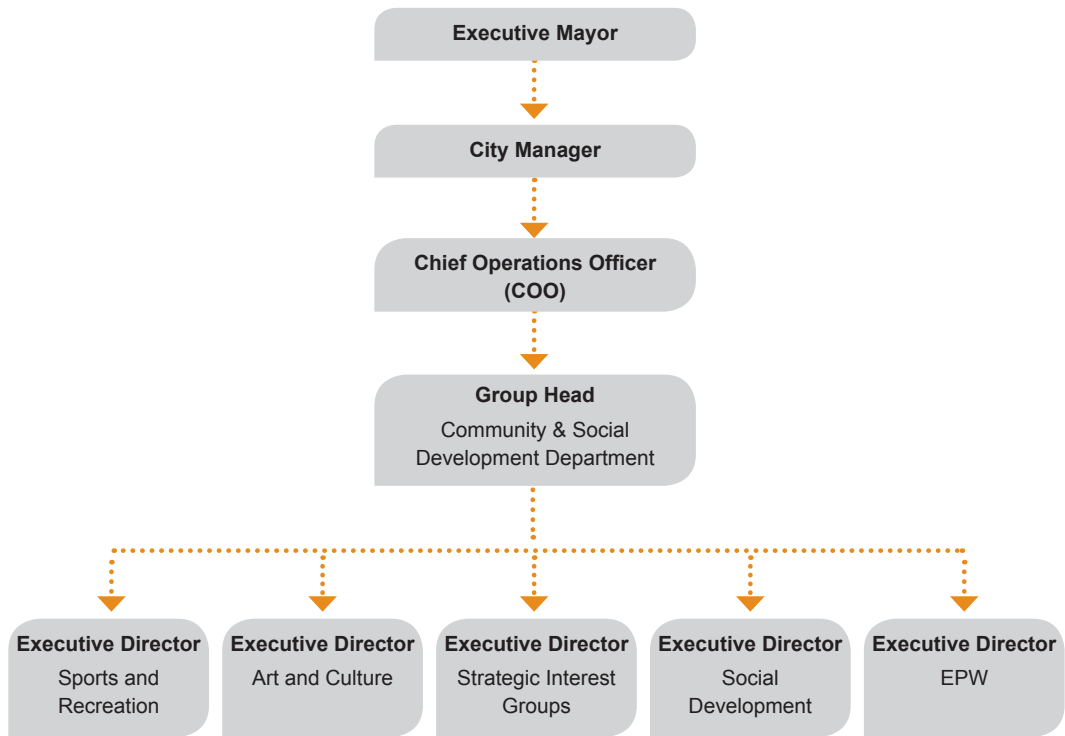 Executive Mayor
City Manager
Chief Operations Officer
(COO)
Group Head
Community & Social
Development Department
Executive Director
Sports and
Recreation
Executive Director
Art and Culture
Executive Director
Strategic Interest
Groups
Executive Director
Social
Development
Executive Director
EPW